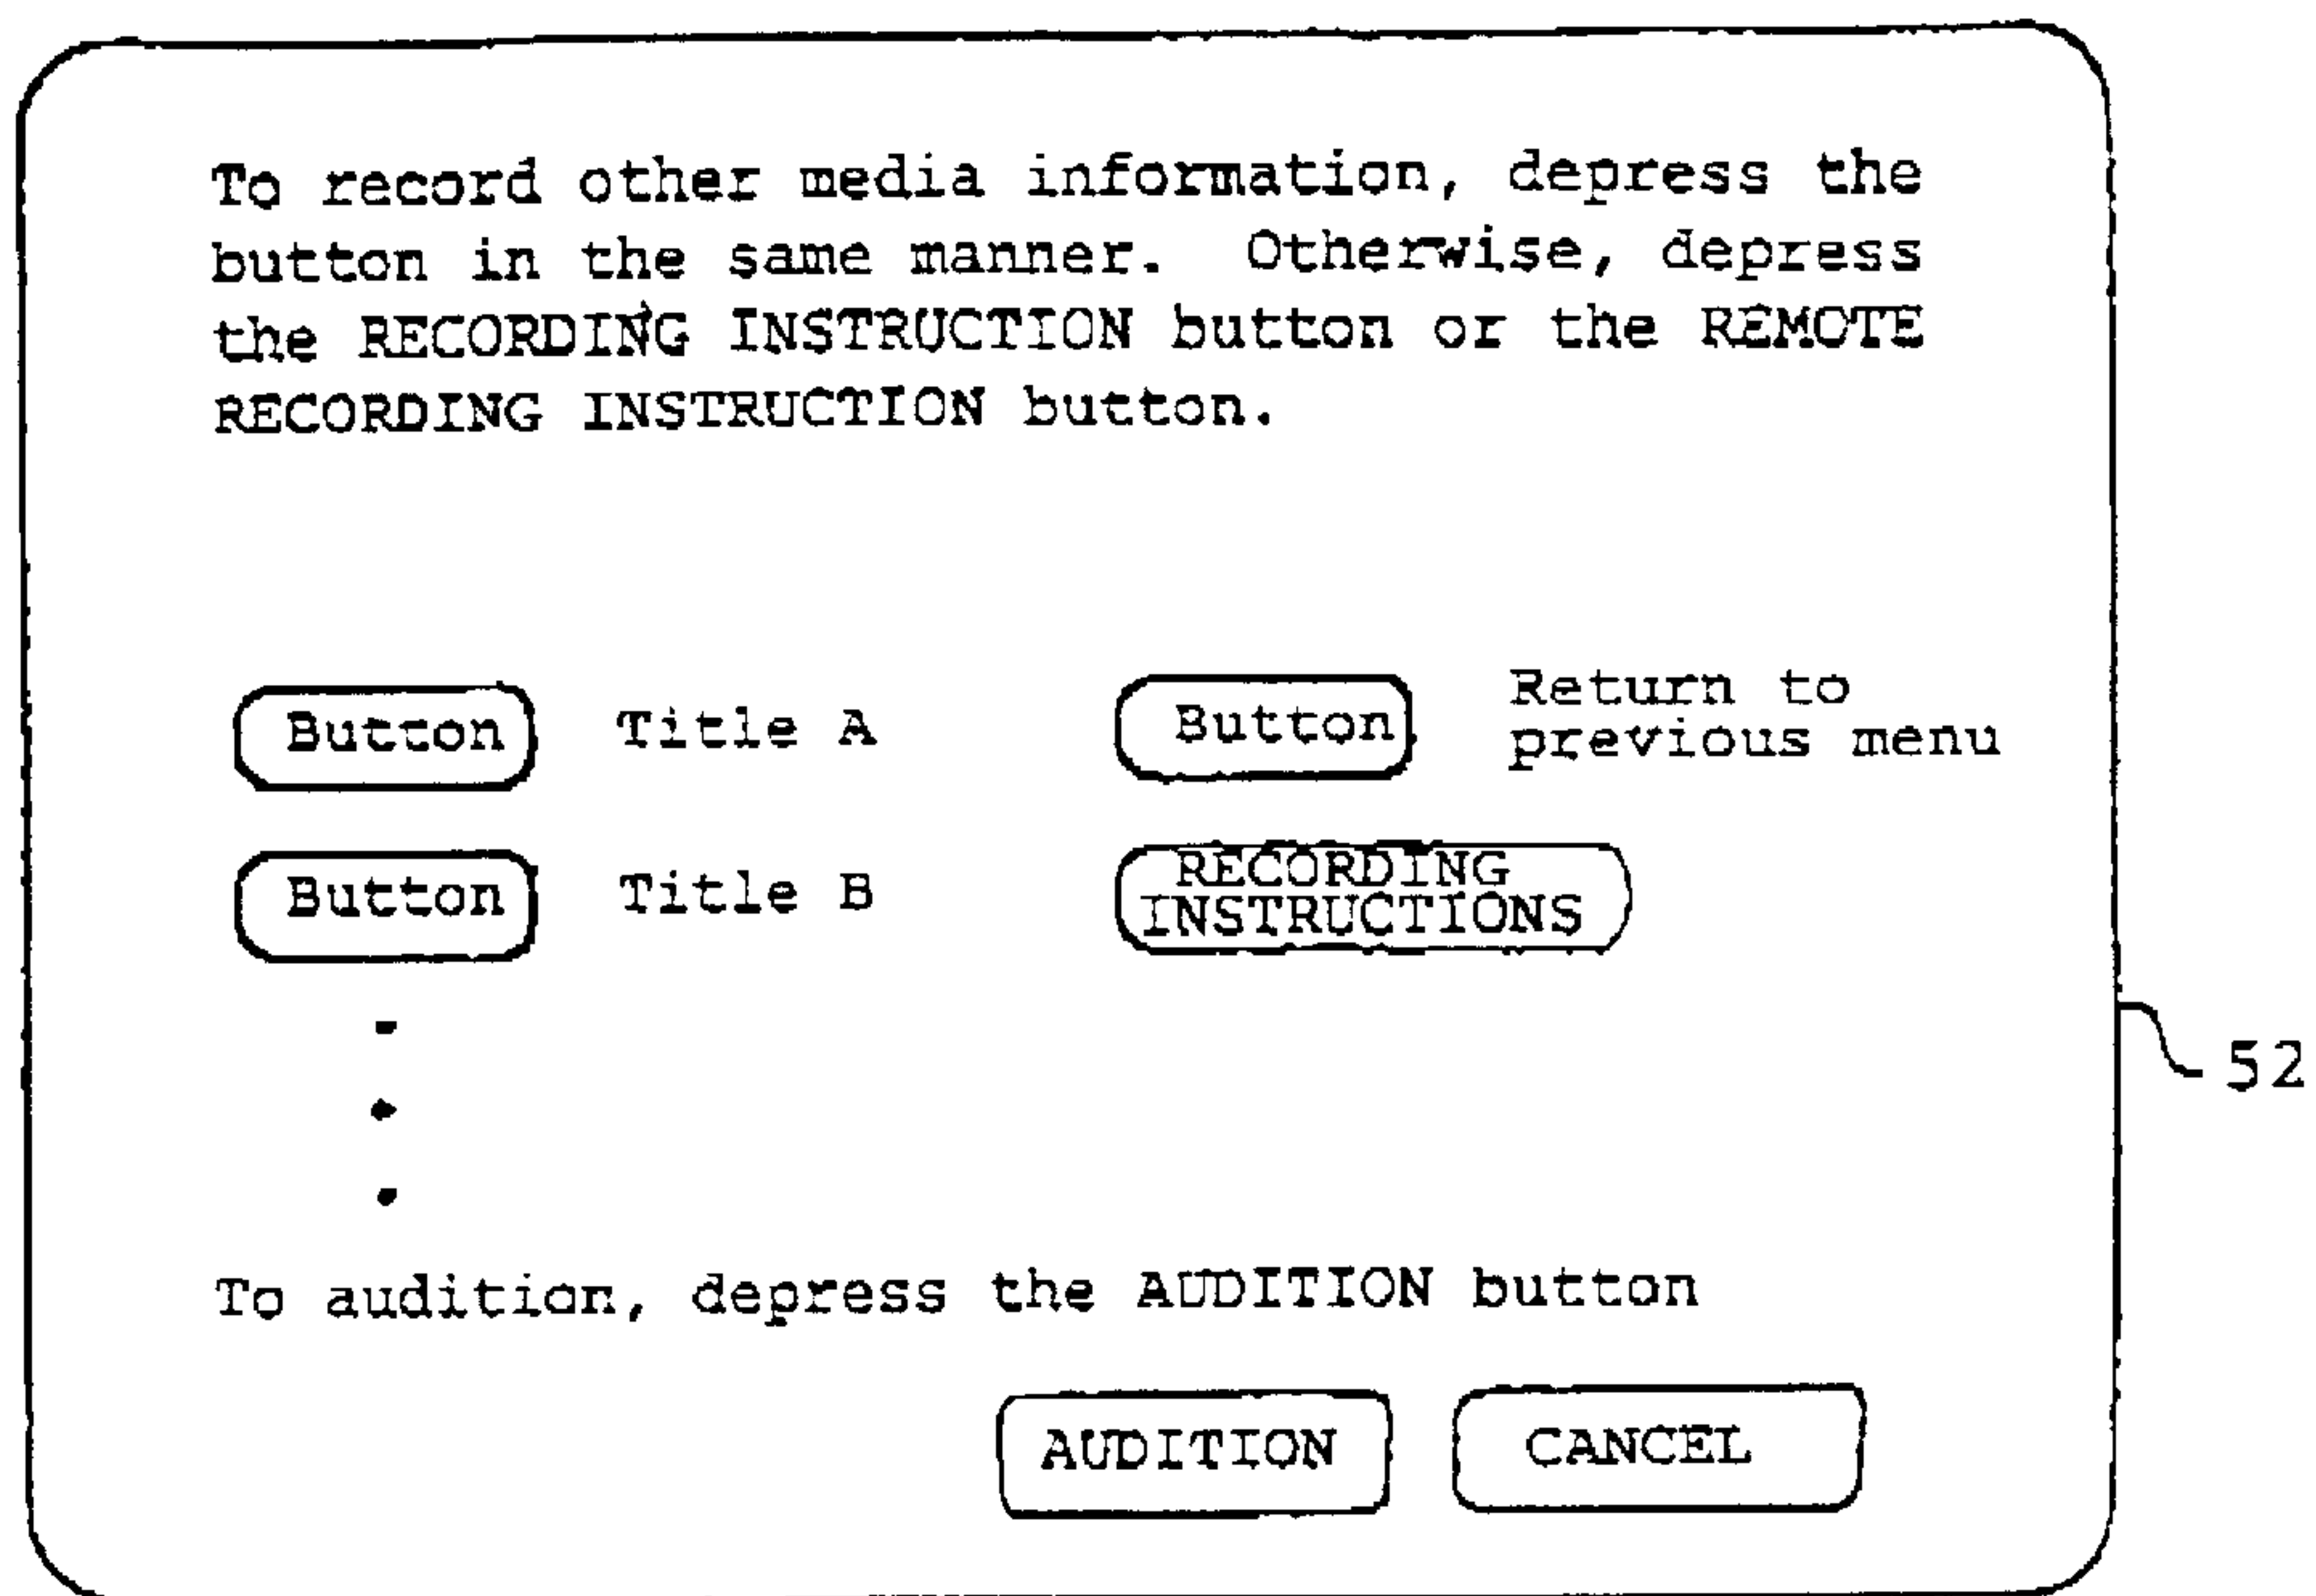 To record other media information, depress the
button in the same manner. Otherwise, depress
the RECORDING INSTRUCTION button or the REMOTE
RECORDING INSTRUCTION button.
Button Title A
Button Return to
previous menu
Button Title B
RECORDING
INSTRUCTIONS
52
To audition, depress the AUDITION button
AUDITION CANCEL